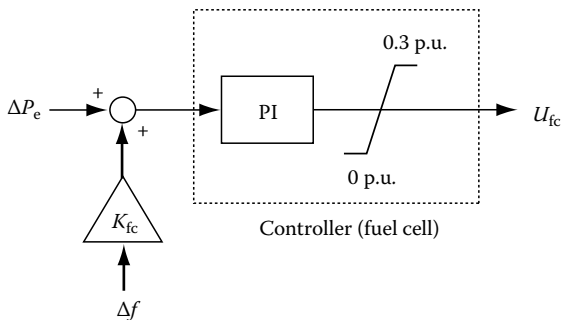 0.3 p.u.
ΔPe
+
+
PI
Ufc
0 p.u.
Kfc
Controller (fuel cell)
Δf